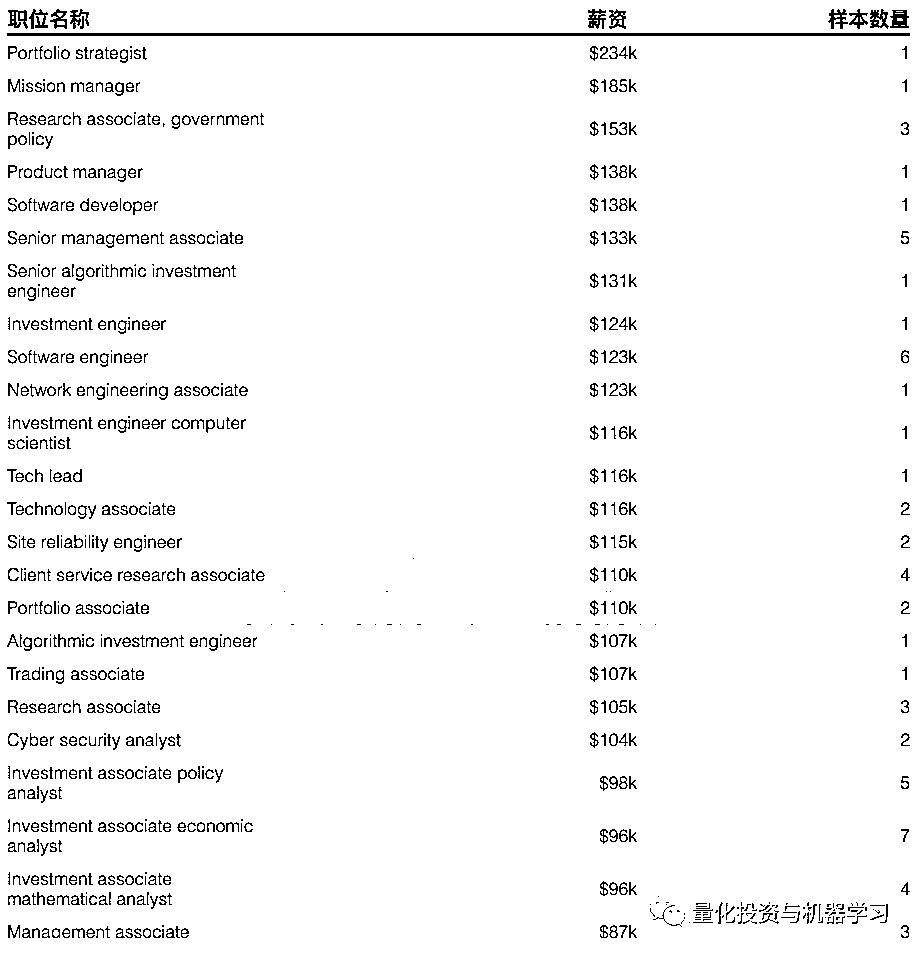 职位名称 薪资 样本数量
Portfolio strategist $234k 1
Mission manager $185k 1
Research associate, government
policy $153k 3
Product manager $138k 1
Software developer $138k 1
Senior management associate $133k 5
Senior algorithmic investment
engineer $131k 1
Investment engineer $124k 1
Software engineer $123k 6
Network engineering associate $123k 1
Investment engineer computer
scientist $116k 1
Tech lead $116k 1
Technology associate $116k 2
Site reliability engineer $115k 2
Client service research associate $110k 4
Portfolio associate $110k 2
Algorithmic investment engineer $107k 1
Trading associate $107k 1
Research associate $105k 3
Cyber security analyst $104k 2
Investment associate policy
analyst $98k 5
Investment associate economic
analyst $96k 7
Investment associate
mathematical analyst $96k 4
量化投资与机器学习
Management associate $87k 3